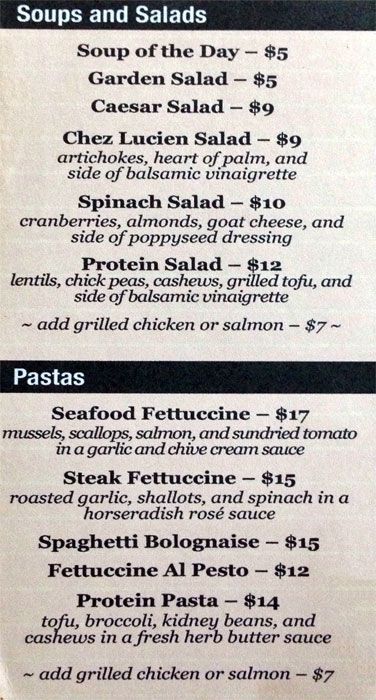 Soups and Salads
Soup of the Day – $5
Garden Salad – $5
Caesar Salad – $9
Chez Lucien Salad – $9
artichokes, heart of palm, and
side of balsamic vinaigrette
Spinach Salad – $10
cranberries, almonds, goat cheese, and
side of poppyseed dressing
Protein Salad – $12
lentils, chick peas, cashews, grilled tofu, and
side of balsamic vinaigrette
~ add grilled chicken or salmon – $7 ~
Pastas
Seafood Fettuccine – $17
mussels, scallops, salmon, and sundried tomato
in a garlic and chive cream sauce
Steak Fettuccine – $15
roasted garlic, shallots, and spinach in a
horseradish rosé sauce
Spaghetti Bolognaise – $15
Fettuccine Al Pesto – $12
Protein Pasta – $14
tofu, broccoli, kidney beans, and
cashews in a fresh herb butter sauce
~ add grilled chicken or salmon – $7